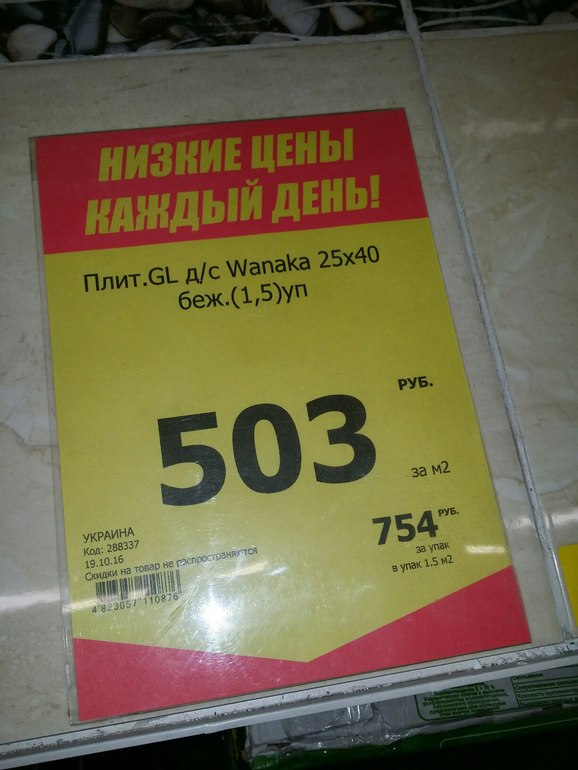 НИЗКИЕ ЦЕНЫ
КАЖДЫЙ ДЕНЬ!
Плит.GL д/с Wanaka 25x40
беж.(1,5)уп
РУБ.
503
за м2
754 РУБ.
за упак
в упак 1.5 м2
УКРАИНА
Код: 288337
19.10.16
Скидки на товар не распространяются
4823057110876